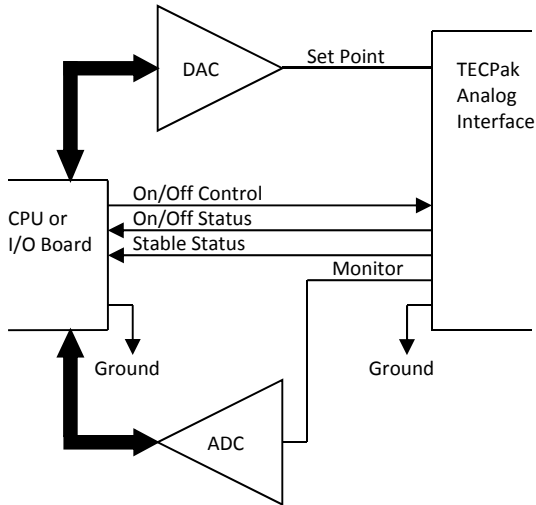 DAC
Set Point
TECPak
Analog
Interface
CPU or
I/O Board
On/Off Control
On/Off Status
Stable Status
Monitor
Ground
Ground
ADC